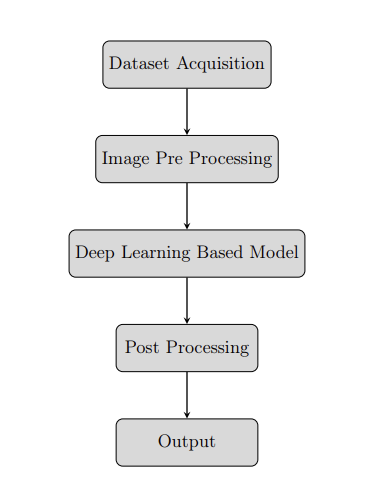 Dataset Acquisition
Image Pre Processing
Deep Learning Based Model
Post Processing
Output